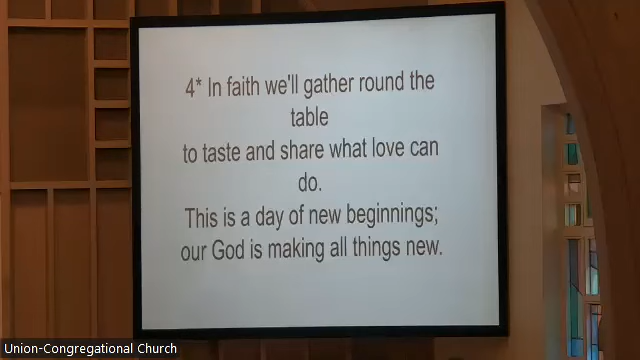 4* In faith we'll gather round the
table
to taste and share what love can
do.
This is a day of new beginnings;
our God is making all things new.
Union-Congregational Church